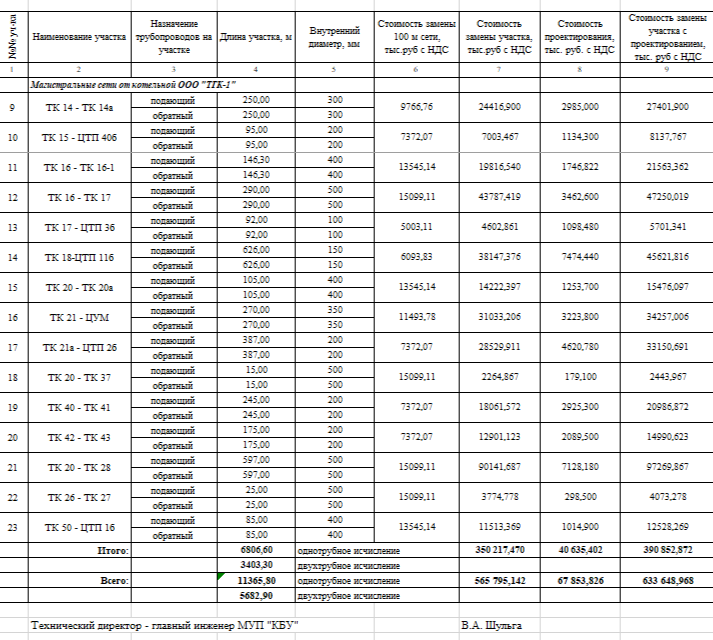 №№ уч-ка | Наименование участка | Назначение трубопроводов на участке | Длина участка, м | Внутренний диаметр, мм | Стоимость замены 100 м сети, тыс.руб с НДС | Стоимость замены участка, тыс.руб с НДС | Стоимость проектирования, тыс. руб. с НДС | Стоимость замены участка с проектированием, тыс. руб с НДС
1 | 2 | 3 | 4 | 5 | 6 | 7 | 8 | 9
Магистральные сети от котельной ООО "ТГК-1"
9 | ТК 14 - ТК 14а | подающий | 250,00 | 300 | 9766,76 | 24416,900 | 2985,000 | 27401,900
обратный | 250,00 | 300
10 | ТК 15 - ЦТП 40б | подающий | 95,00 | 200 | 7372,07 | 7003,467 | 1134,300 | 8137,767
обратный | 95,00 | 200
11 | ТК 16 - ТК 16-1 | подающий | 146,30 | 400 | 13545,14 | 19816,540 | 1746,822 | 21563,362
обратный | 146,30 | 400
12 | ТК 16 - ТК 17 | подающий | 290,00 | 500 | 15099,11 | 43787,419 | 3462,600 | 47250,019
обратный | 290,00 | 500
13 | ТК 17 - ЦТП 3б | подающий | 92,00 | 100 | 5003,11 | 4602,861 | 1098,480 | 5701,341
обратный | 92,00 | 100
14 | ТК 18-ЦТП 11б | подающий | 626,00 | 150 | 6093,83 | 38147,376 | 7474,440 | 45621,816
обратный | 626,00 | 150
15 | ТК 20 - ТК 20а | подающий | 105,00 | 400 | 13545,14 | 14222,397 | 1253,700 | 15476,097
обратный | 105,00 | 400
16 | ТК 21 - ЦУМ | подающий | 270,00 | 350 | 11493,78 | 31033,206 | 3223,800 | 34257,006
обратный | 270,00 | 350
17 | ТК 21а - ЦТП 2б | подающий | 387,00 | 200 | 7372,07 | 28529,911 | 4620,780 | 33150,691
обратный | 387,00 | 200
18 | ТК 20 - ТК 37 | подающий | 15,00 | 500 | 15099,11 | 2264,867 | 179,100 | 2443,967
обратный | 15,00 | 500
19 | ТК 40 - ТК 41 | подающий | 245,00 | 200 | 7372,07 | 18061,572 | 2925,300 | 20986,872
обратный | 245,00 | 200
20 | ТК 42 - ТК 43 | подающий | 175,00 | 200 | 7372,07 | 12901,123 | 2089,500 | 14990,623
обратный | 175,00 | 200
21 | ТК 20 - ТК 28 | подающий | 597,00 | 500 | 15099,11 | 90141,687 | 7128,180 | 97269,867
обратный | 597,00 | 500
22 | ТК 26 - ТК 27 | подающий | 25,00 | 500 | 15099,11 | 3774,778 | 298,500 | 4073,278
обратный | 25,00 | 500
23 | ТК 50 - ЦТП 1б | подающий | 85,00 | 400 | 13545,14 | 11513,369 | 1014,900 | 12528,269
обратный | 85,00 | 400
Итого: | 6806,60 | однотрубное исчисление | 350 217,470 | 40 635,402 | 390 852,872
3403,30 | двухтрубное исчисление
Всего: | 11365,80 | однотрубное исчисление | 565 795,142 | 67 853,826 | 633 648,968
5682,90 | двухтрубное исчисление
Технический директор - главный инженер МУП "КБУ" В.А. Шульга